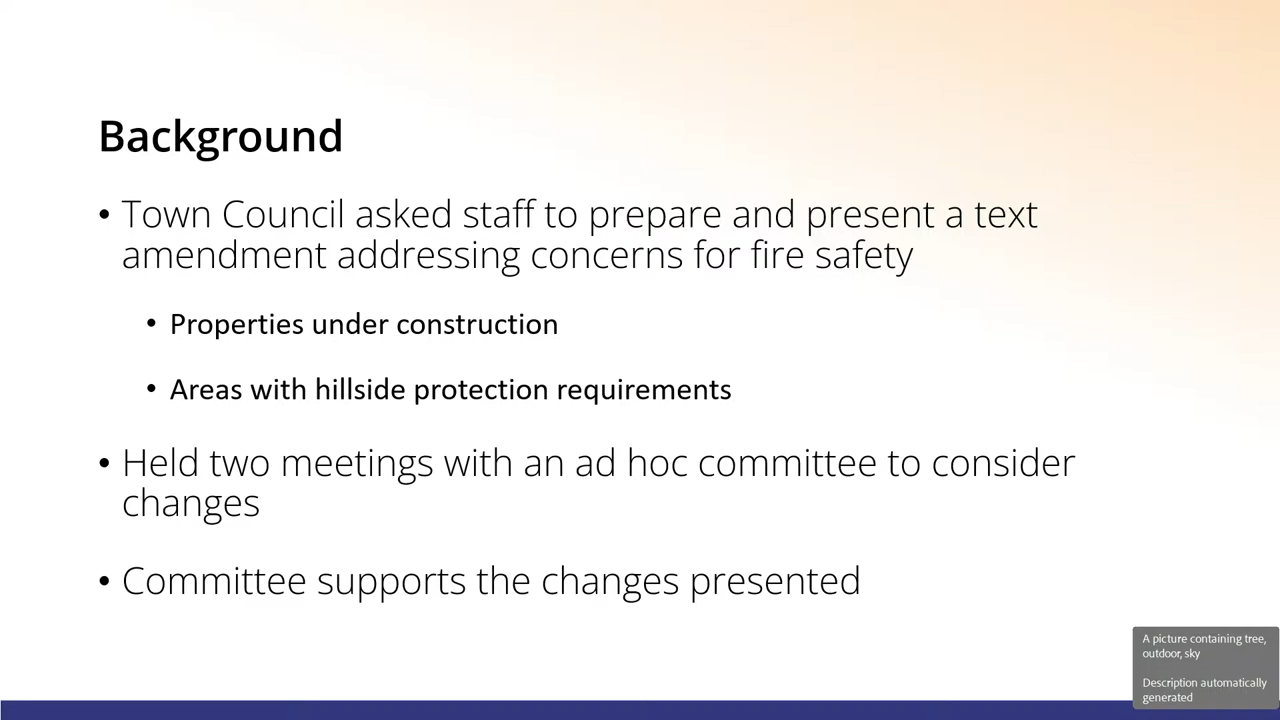 Background
• Town Council asked staff to prepare and present a text
amendment addressing concerns for fire safety
• Properties under construction
• Areas with hillside protection requirements
• Held two meetings with an ad hoc committee to consider
changes
• Committee supports the changes presented
A picture containing tree,
outdoor, sky
Description automatically
generated